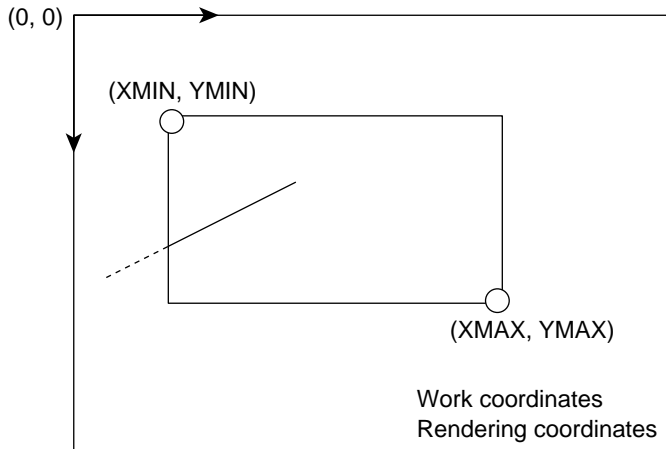 (0, 0)
(XMIN, YMIN)
(XMAX, YMAX)
Work coordinates
Rendering coordinates